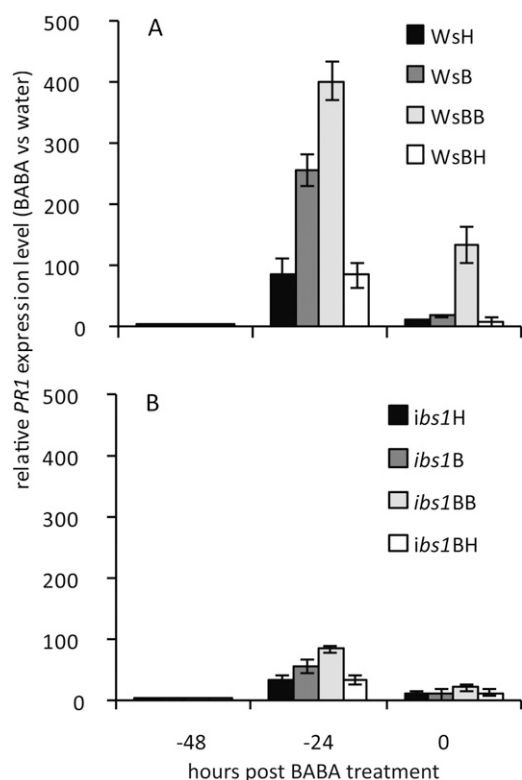 A
500
400
300
200
100
0
WsH
WsB
WsBB
WsBH
relative PR1 expression level (BABA vs water)
B
500
400
300
200
100
0
ibs1H
ibs1B
ibs1BB
ibs1BH
-48 -24 0
hours post BABA treatment